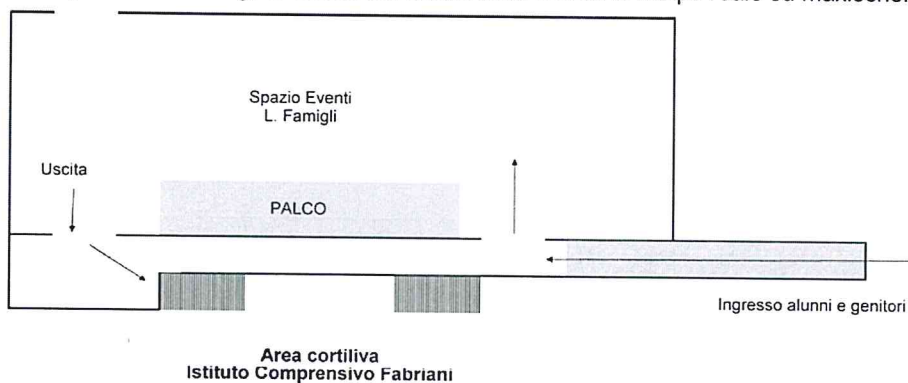 Spazio Eventi
L. Famigli
Uscita
PALCO
Ingresso alunni e genitori
Area cortiliva
Istituto Comprensivo Fabriani